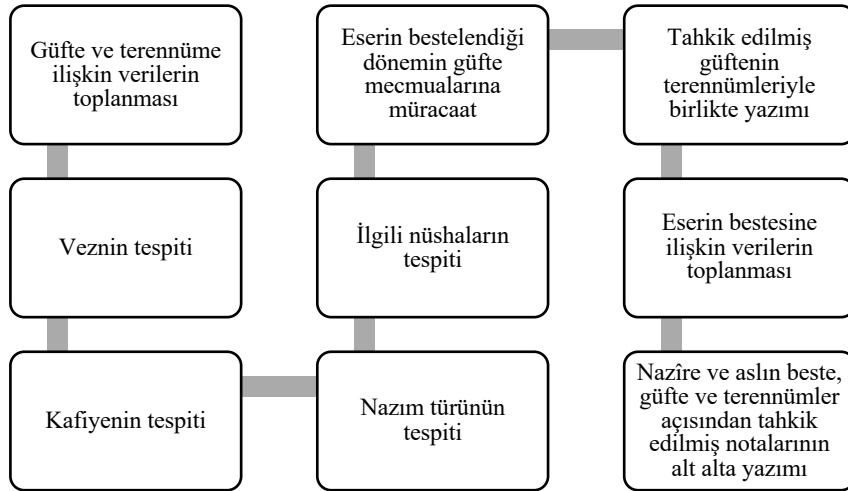 Güfte ve terennüme
ilişkin verilerin
toplanması
Veznin tespiti
Kafiyenin tespiti
Nazım türünün
tespiti
İlgili nüshaların
tespiti
Eserin bestelendiği
dönemin güfte
mecmualarına
müracaat
Tahkik edilmiş
güftenin
terennümleriyle
birlikte yazımı
Eserin bestesine
ilişkin verilerin
toplanması
Nazîre ve aslın beste,
güfte ve terennümler
açısından tahkik
edilmiş notalarının
alt alta yazımı